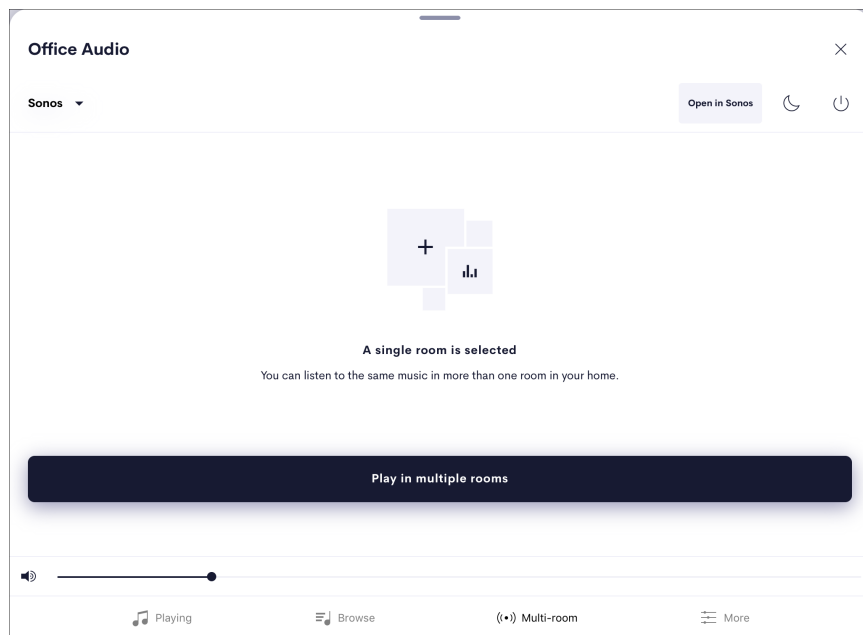 Office Audio
Sonos
Open in Sonos
A single room is selected
You can listen to the same music in more than one room in your home.
Play in multiple rooms
Playing
Browse
Multi-room
More